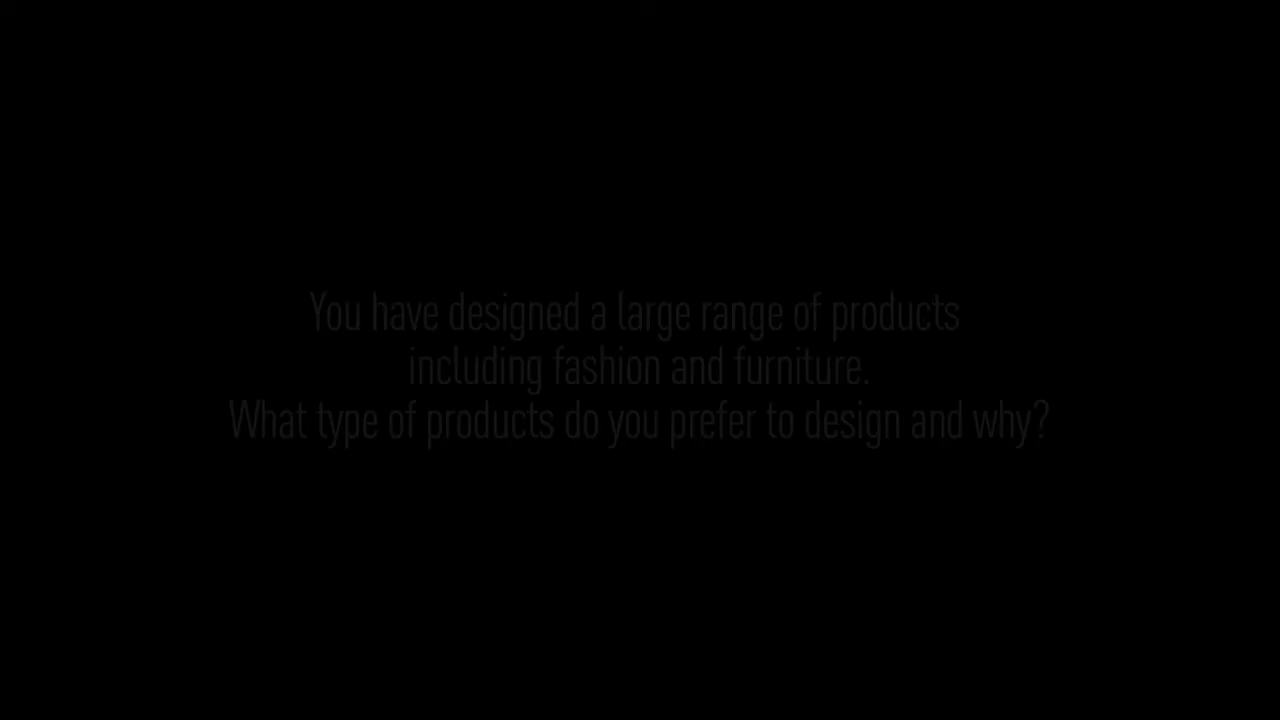 You have designed a large range of products
including fashion and furniture.
What type of products do you prefer to design and why?